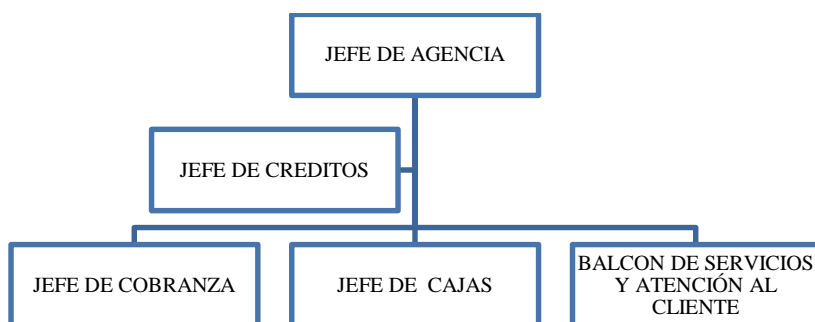 JEFE DE AGENCIA
JEFE DE CREDITOS
JEFE DE COBRANZA
JEFE DE CAJAS
BALCON DE SERVICIOS
Y ATENCIÓN AL
CLIENTE